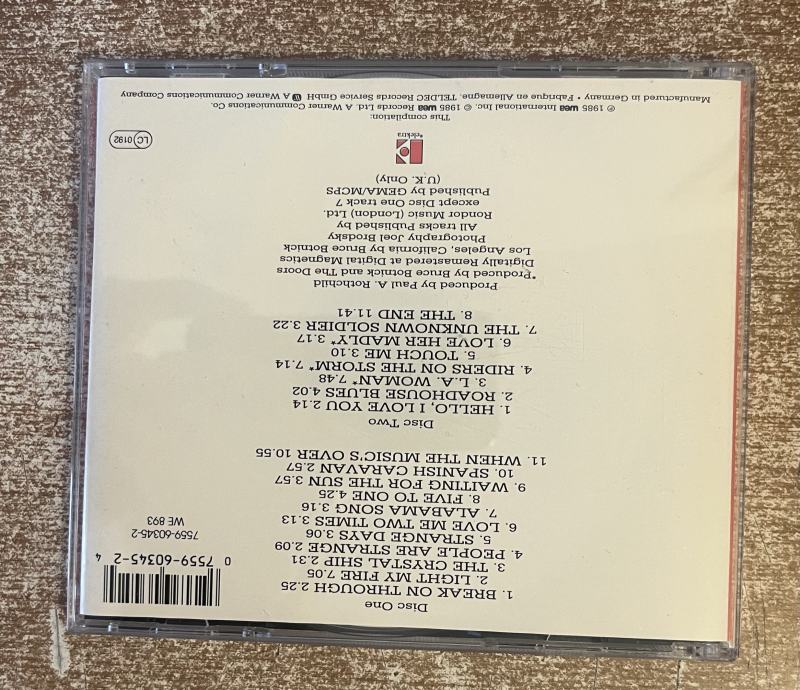 Disc One
1. BREAK ON THROUGH 2.25
2. LIGHT MY FIRE 7.05
3. THE CRYSTAL SHIP 2.31
4. PEOPLE ARE STRANGE 2.09
5. STRANGE DAYS 3.06
6. LOVE ME TWO TIMES 3.13
7. ALABAMA SONG 3.16
8. FIVE TO ONE 4.25
9. WAITING FOR THE SUN 3.57
10. SPANISH CARAVAN 2.57
11. WHEN THE MUSIC'S OVER 10.55
0 7559-60345-2 4
7559-60345-2
WE 893
Disc Two
1. HELLO, I LOVE YOU 2.14
2. ROADHOUSE BLUES 4.02
3. L.A. WOMAN* 7.48
4. RIDERS ON THE STORM* 7.14
5. TOUCH ME 3.10
6. LOVE HER MADLY* 3.17
7. THE UNKNOWN SOLDIER 3.22
8. THE END 11.41
Produced by Paul A. Rothchild
*Produced by Bruce Botnick and The Doors
Digitally Remastered at Digital Magnetics
Los Angeles, California by Bruce Botnick
Photography Joel Brodsky
All tracks Published by
Rondor Music (London) Ltd.
except Disc One track 7
Published by GEMA/MCPS
(U.K. Only)
elektra
LC 0192
This compilation:
℗ 1985 wea International Inc. © 1985 wea Records Ltd. A Warner Communications Co.
Manufactured in Germany • Fabriqué en Allemagne. TELDEC Records Service GmbH A Warner Communications Company